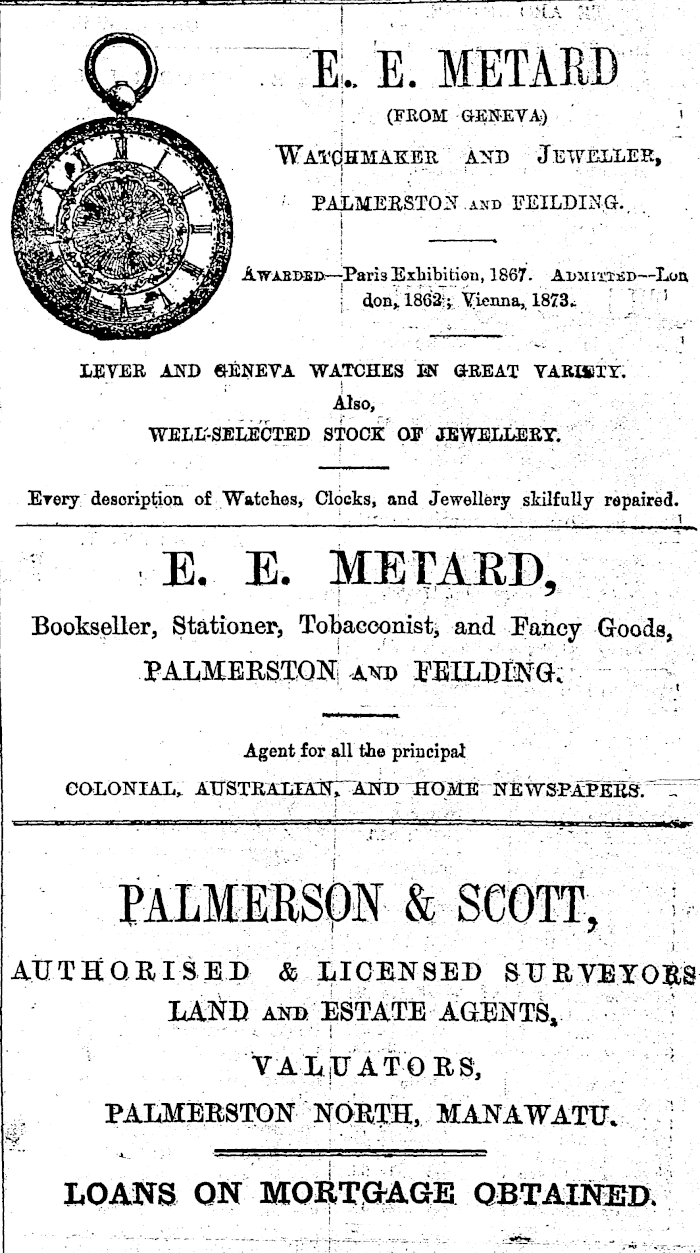 E. E. METARD
(FROM GENEVA)
WATCHMAKER AND JEWELLER,
PALMERSTON AND FEILDING.
AWARDED—Paris Exhibition, 1867. ADMITTED—Lon
don, 1862; Vienna, 1873.
LEVER AND GENEVA WATCHES IN GREAT VARIETY.
Also,
WELL-SELECTED STOCK OF JEWELLERY.
Every description of Watches, Clocks, and Jewellery skilfully repaired.
E. E. METARD,
Bookseller, Stationer, Tobacconist, and Fancy Goods,
PALMERSTON AND FEILDING.
Agent for all the principal
COLONIAL, AUSTRALIAN, AND HOME NEWSPAPERS.
PALMERSON & SCOTT,
AUTHORISED & LICENSED SURVEYORS
LAND AND ESTATE AGENTS,
VALUATORS,
PALMERSTON NORTH, MANAWATU.
LOANS ON MORTGAGE OBTAINED.